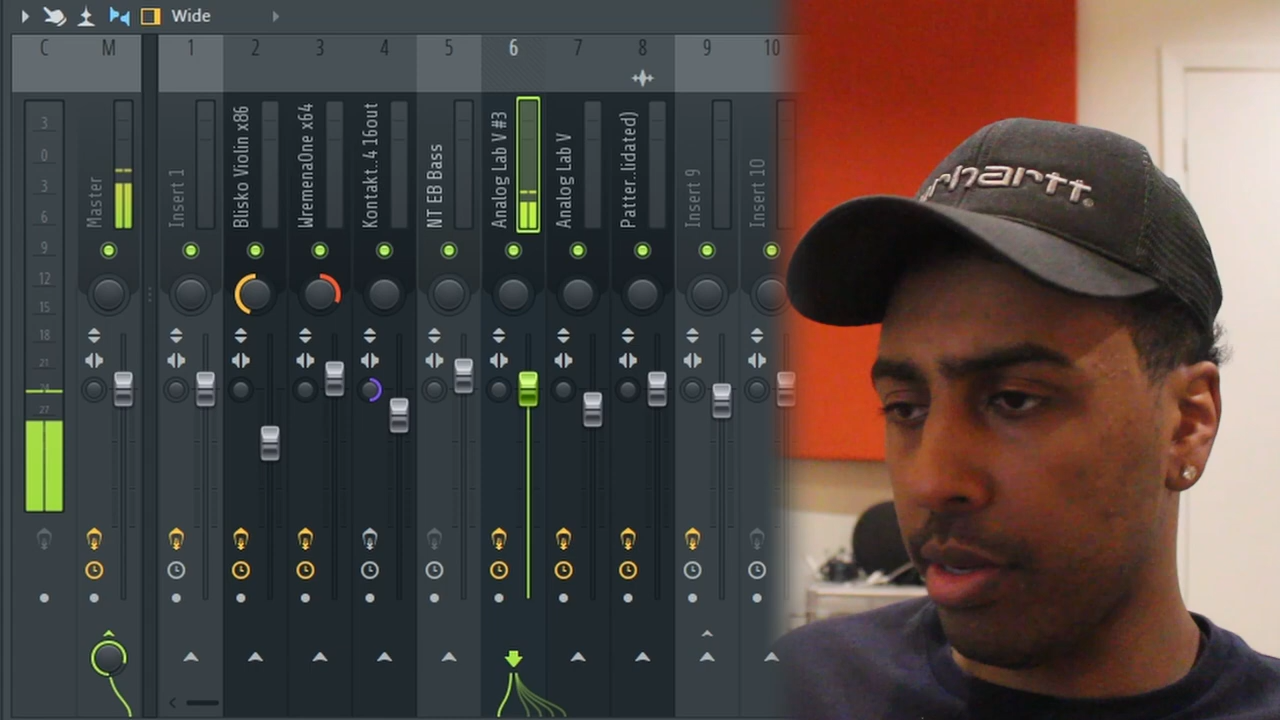 Wide
C M 1 2 3 4 5 6 7 8 9 10
Master
Insert 1
Blisko Violin x86
WremenaOne x64
Kontakt..4 16out
NT EB Bass
Analog Lab V #3
Analog Lab V
Patter..lidated)
Insert 9
Insert 10
3
0
3
6
9
12
15
18
21
27